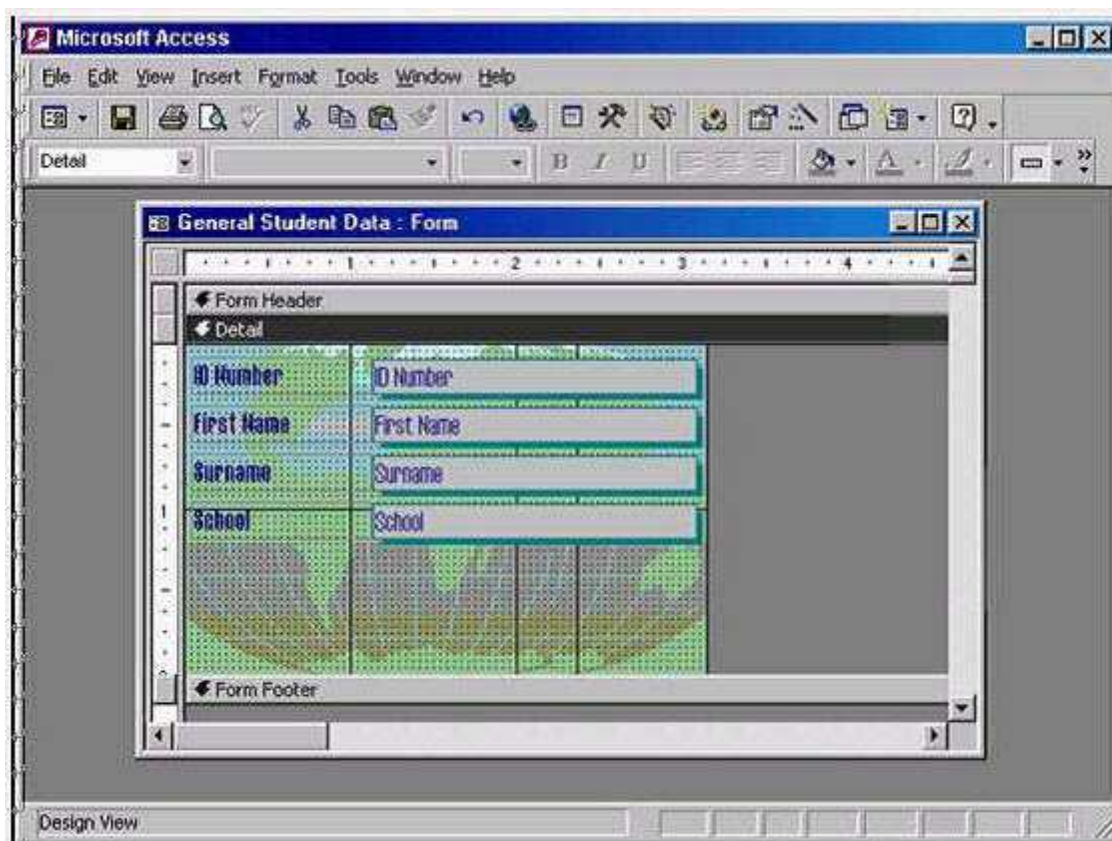 Microsoft Access
File Edit View Insert Format Tools Window Help
Detail B I U
General Student Data : Form
1 2 3 4
Form Header
Detail
ID Number ID Number
First Name First Name
Surname Surname
1
School School
Form Footer
Design View